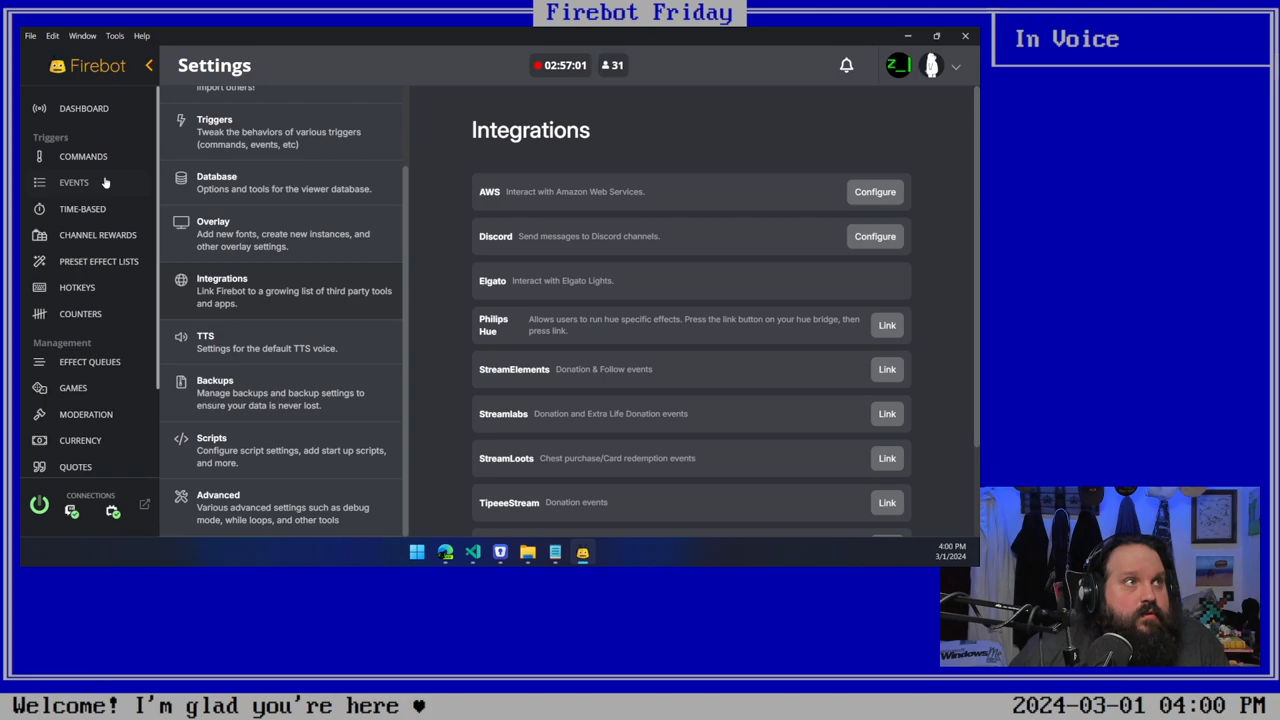 Firebot Friday
In Voice
File Edit Window Tools Help
Firebot
Settings
02:57:01
31
z_l
DASHBOARD
Triggers
COMMANDS
EVENTS
TIME-BASED
CHANNEL REWARDS
PRESET EFFECT LISTS
HOTKEYS
COUNTERS
Management
EFFECT QUEUES
GAMES
MODERATION
CURRENCY
QUOTES
CONNECTIONS
import others!
Triggers
Tweak the behaviors of various triggers
(commands, events, etc)
Database
Options and tools for the viewer database.
Overlay
Add new fonts, create new instances, and
other overlay settings.
Integrations
Link Firebot to a growing list of third party tools
and apps.
TTS
Settings for the default TTS voice.
Backups
Manage backups and backup settings to
ensure your data is never lost.
Scripts
Configure script settings, add start up scripts,
and more.
Advanced
Various advanced settings such as debug
mode, while loops, and other tools
Integrations
AWS Interact with Amazon Web Services. Configure
Discord Send messages to Discord channels. Configure
Elgato Interact with Elgato Lights.
Philips Hue Allows users to run hue specific effects. Press the link button on your hue bridge, then
press link. Link
StreamElements Donation & Follow events Link
Streamlabs Donation and Extra Life Donation events Link
StreamLoots Chest purchase/Card redemption events Link
TipeeeStream Donation events Link
4:00 PM
3/1/2024
Windows Me
Welcome! I'm glad you're here ♥
2024-03-01 04:00 PM